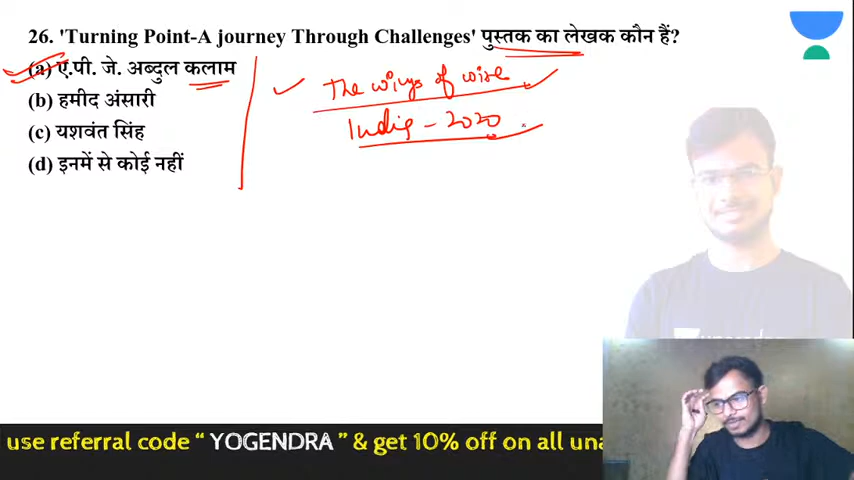 26. 'Turning Point-A journey Through Challenges' पुस्तक का लेखक कौन हैं?
(a) ए.पी. जे. अब्दुल कलाम
(b) हमीद अंसारी
(c) यशवंत सिंह
(d) इनमें से कोई नहीं
The wings of wire
India - 2020
use referral code “ YOGENDRA ” & get 10% off on all una